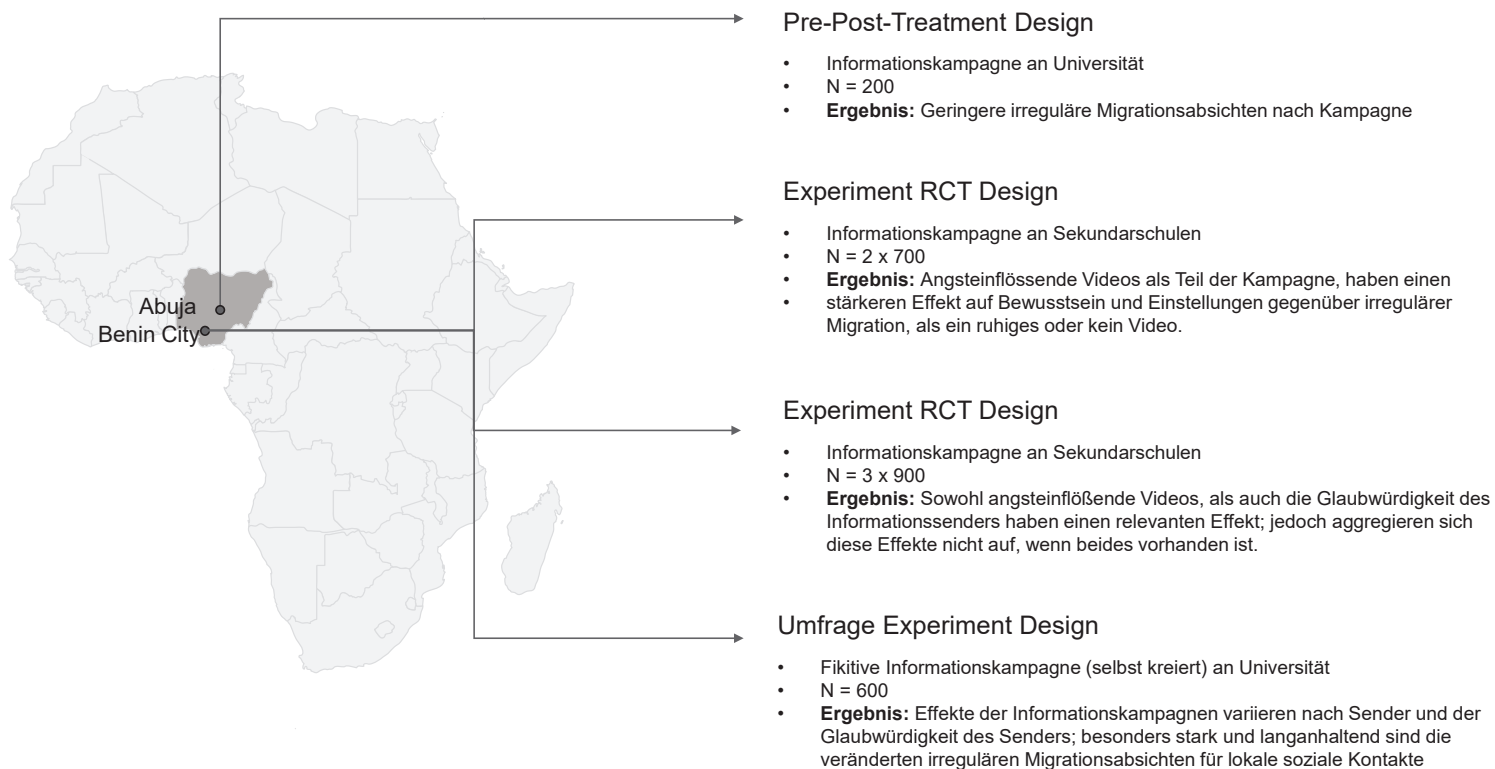 Pre-Post-Treatment Design
• Informationskampagne an Universität
• N = 200
• Ergebnis: Geringere irreguläre Migrationsabsichten nach Kampagne
Experiment RCT Design
• Informationskampagne an Sekundarschulen
• N = 2 x 700
• Ergebnis: Angsteinflössende Videos als Teil der Kampagne, haben einen
• stärkeren Effekt auf Bewusstsein und Einstellungen gegenüber irregulärer
Migration, als ein ruhiges oder kein Video.
Abuja
Benin City
Experiment RCT Design
• Informationskampagne an Sekundarschulen
• N = 3 x 900
• Ergebnis: Sowohl angsteinflößende Videos, als auch die Glaubwürdigkeit des
Informationssenders haben einen relevanten Effekt; jedoch aggregieren sich
diese Effekte nicht auf, wenn beides vorhanden ist.
Umfrage Experiment Design
• Fikitive Informationskampagne (selbst kreiert) an Universität
• N = 600
• Ergebnis: Effekte der Informationskampagnen variieren nach Sender und der
Glaubwürdigkeit des Senders; besonders stark und langanhaltend sind die
veränderten irregulären Migrationsabsichten für lokale soziale Kontakte